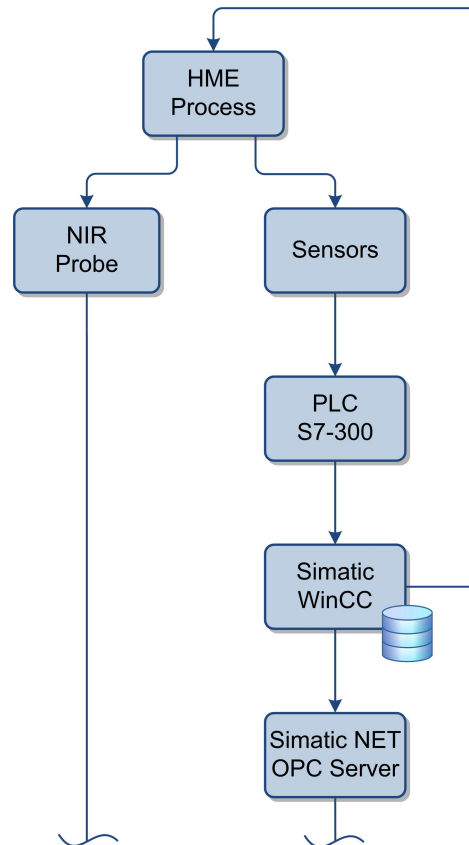 HME
Process
NIR
Probe
Sensors
PLC
S7-300
Simatic
WinCC
Simatic NET
OPC Server